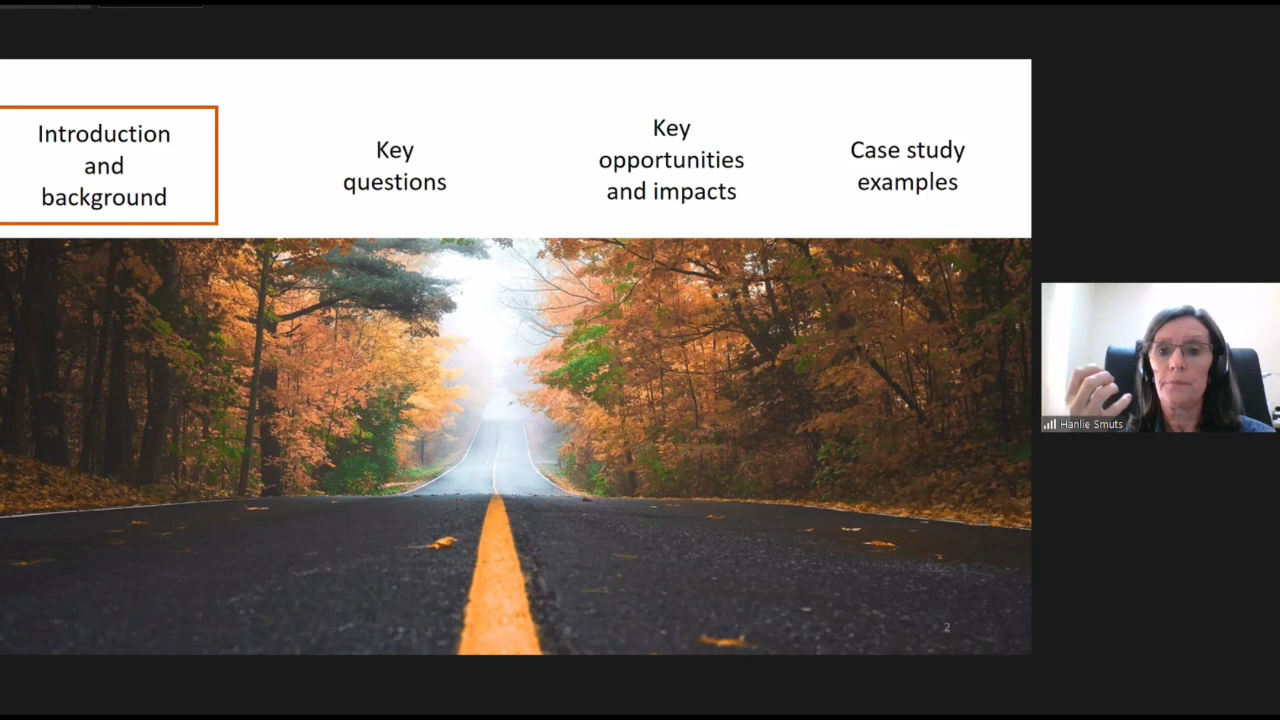 Introduction
and
background
Key
questions
Key
opportunities
and impacts
Case study
examples
Hanlie Smuts
2